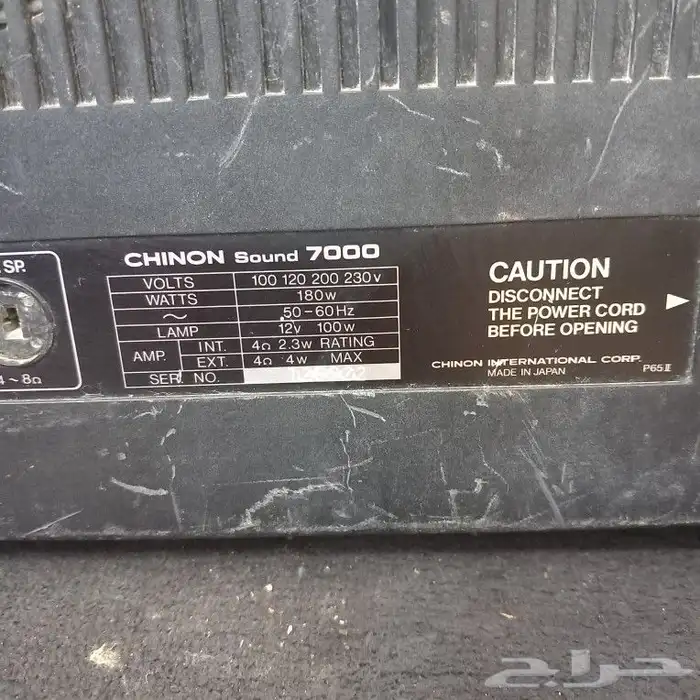 SP.
4~8Ω
CHINON Sound 7000
VOLTS 100 120 200 230v
WATTS 180w
~ 50-60Hz
LAMP 12v 100w
AMP. INT. 4Ω 2.3w RATING
EXT. 4Ω 4w MAX
SER. NO.
CAUTION
DISCONNECT
THE POWER CORD
BEFORE OPENING
CHINON INTERNATIONAL CORP.
MADE IN JAPAN
P65Ⅱ
حراج